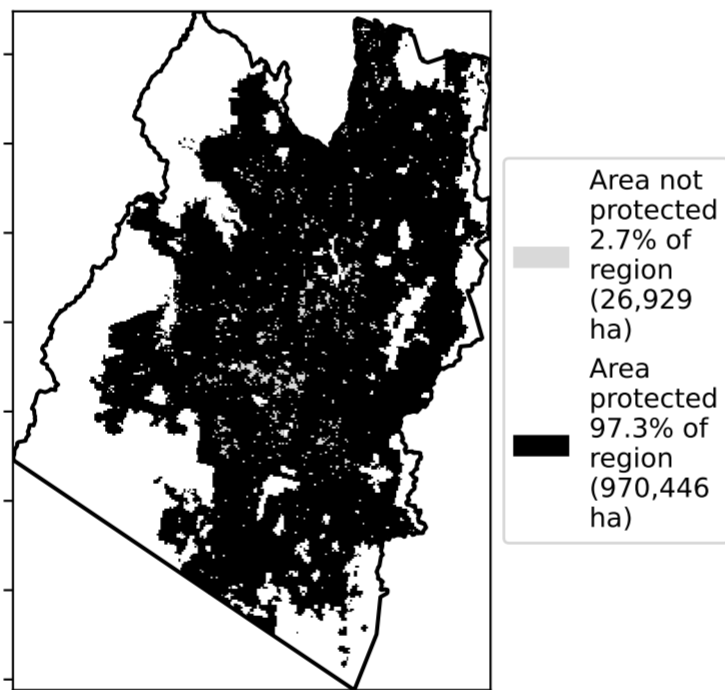 Area not
protected
2.7% of
region
(26,929
ha)
Area
protected
97.3% of
region
(970,446
ha)